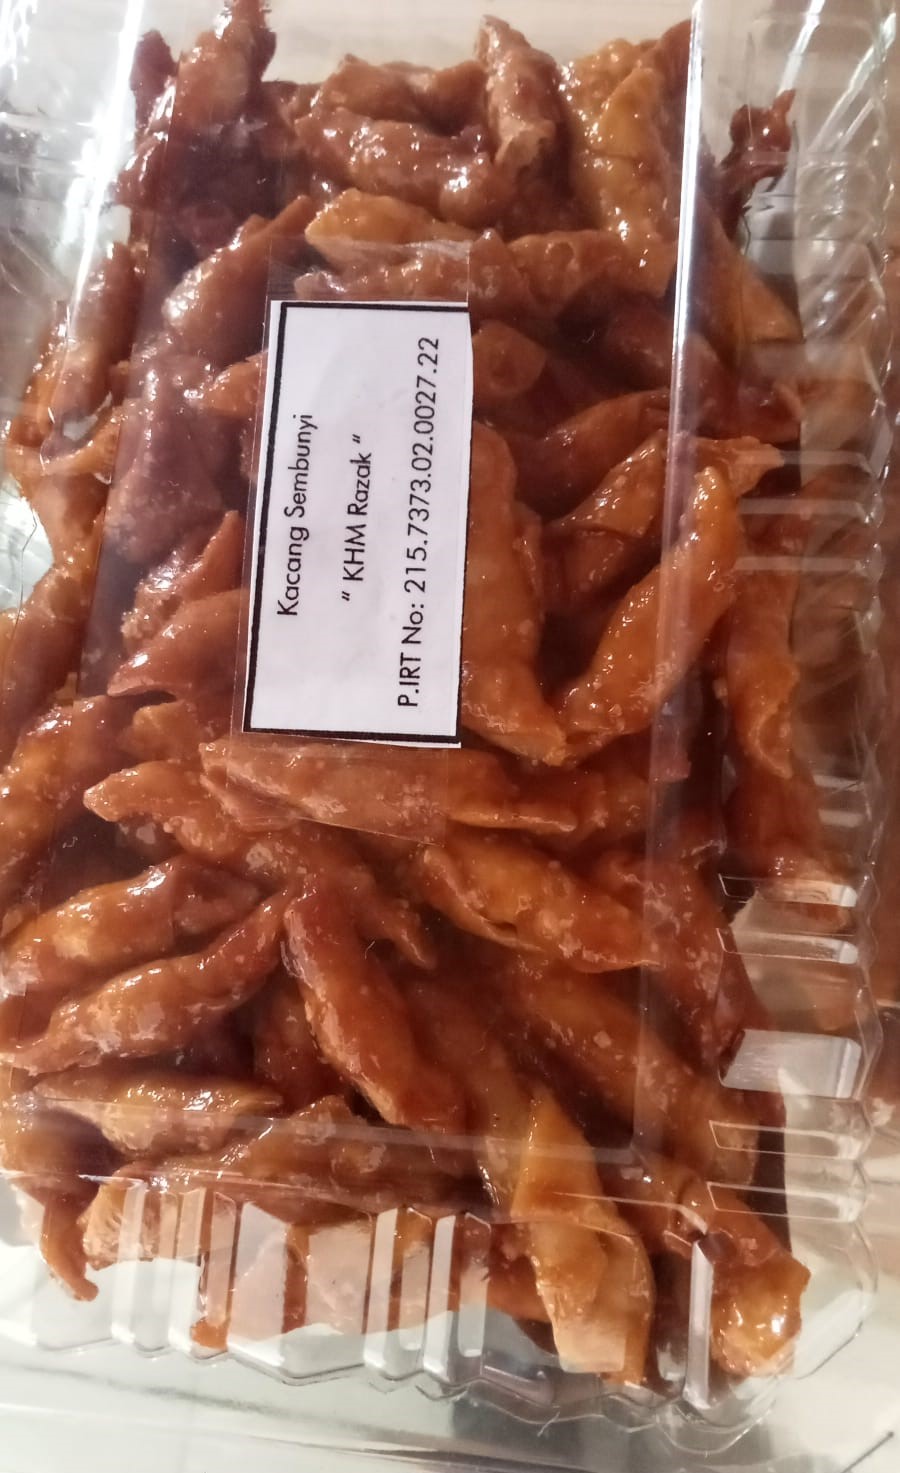 Kacang Sembunyi
“ KHM Razak “
P.IRT No: 215.7373.02.0027.22